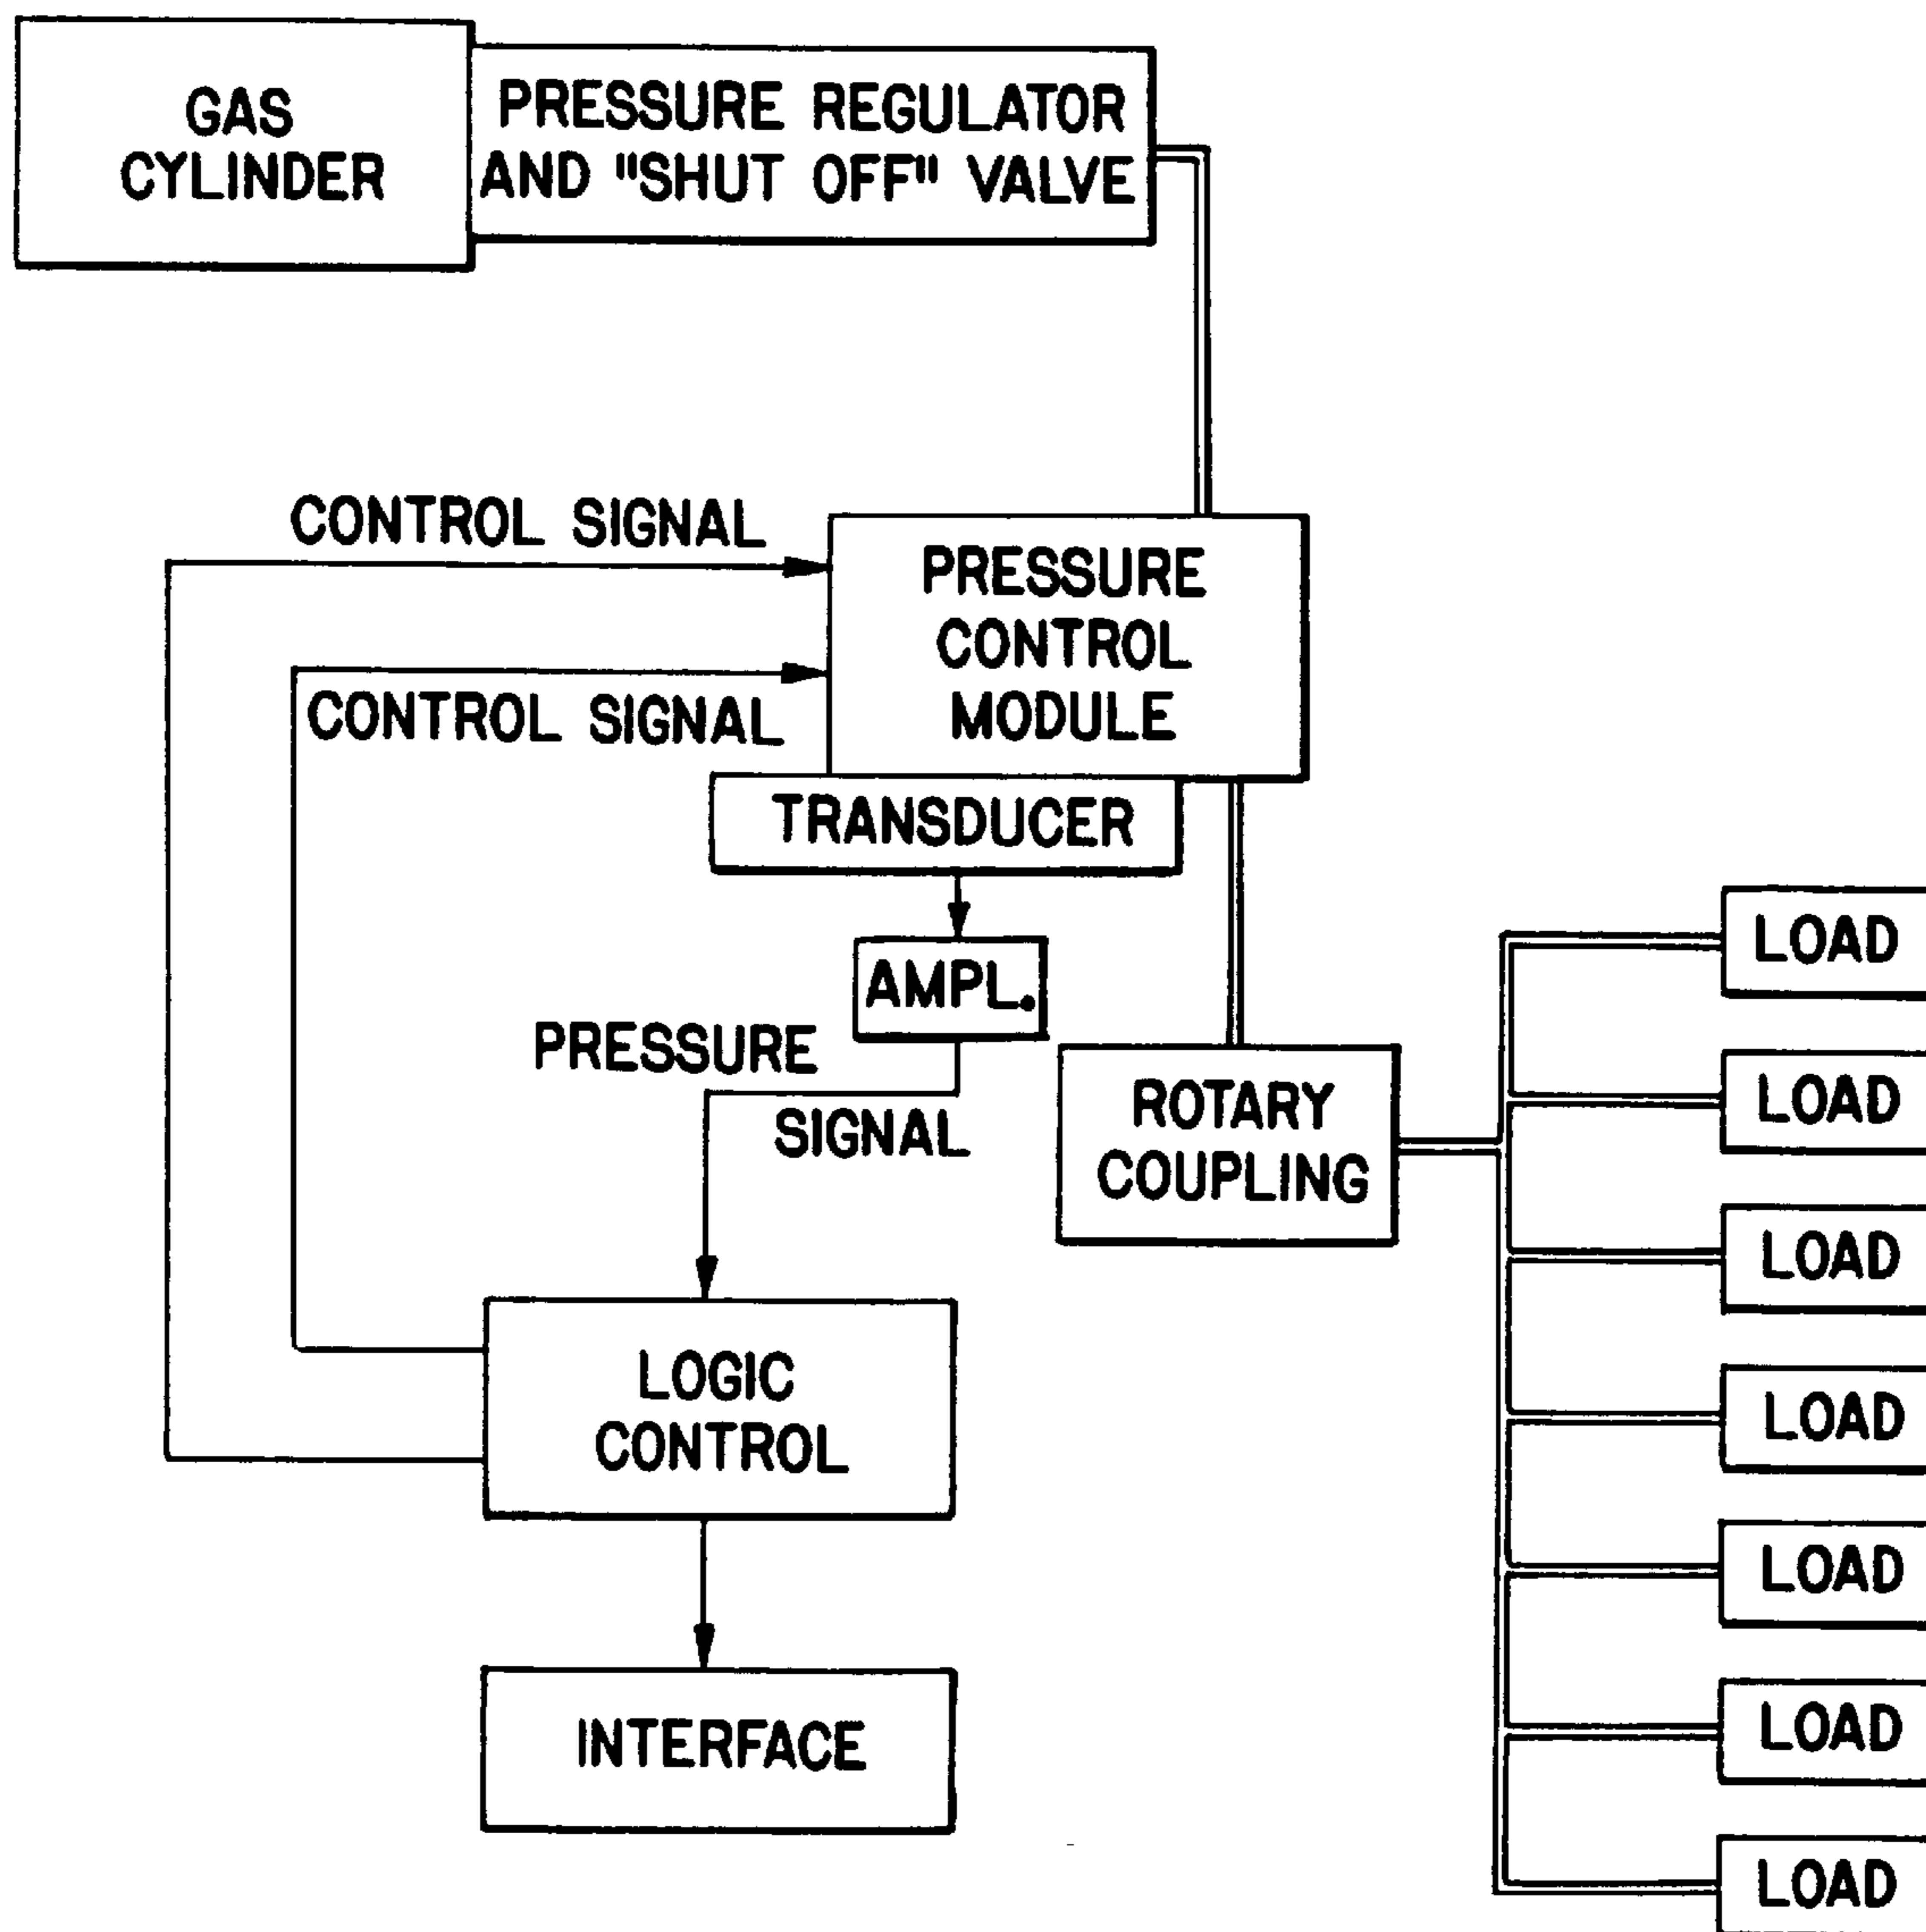 GAS
CYLINDER
PRESSURE REGULATOR
AND "SHUT OFF" VALVE
CONTROL SIGNAL
PRESSURE
CONTROL
MODULE
CONTROL SIGNAL
TRANSDUCER
AMPL.
PRESSURE
SIGNAL
ROTARY
COUPLING
LOGIC
CONTROL
INTERFACE
LOAD
LOAD
LOAD
LOAD
LOAD
LOAD
LOAD